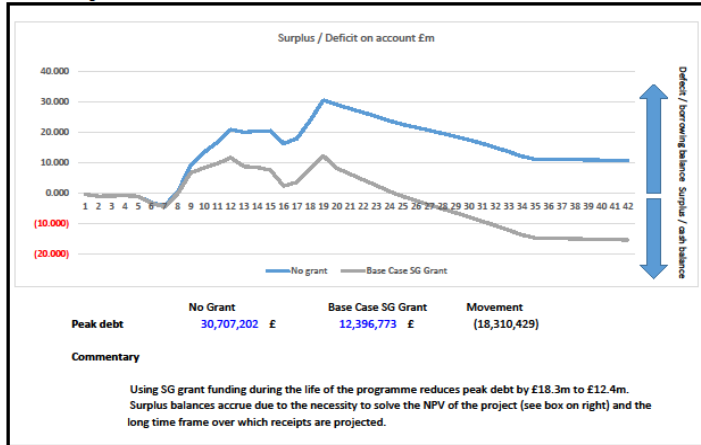 Surplus / Deficit on account £m
40.000
30.000
20.000
10.000
0.000
1 2 3 4 5 6 7 8 9 10 11 12 13 14 15 16 17 18 19 20 21 22 23 24 25 26 27 28 29 30 31 32 33 34 35 36 37 38 39 40 41 42
(10.000)
(20.000)
No grant Base Case SG Grant
Defecit / borrowing balance
Surplus / cash balance
No Grant Base Case SG Grant Movement
Peak debt 30,707,202 £ 12,396,773 £ (18,310,429)
Commentary
Using SG grant funding during the life of the programme reduces peak debt by £18.3m to £12.4m.
Surplus balances accrue due to the necessity to solve the NPV of the project (see box on right) and the
long time frame over which receipts are projected.